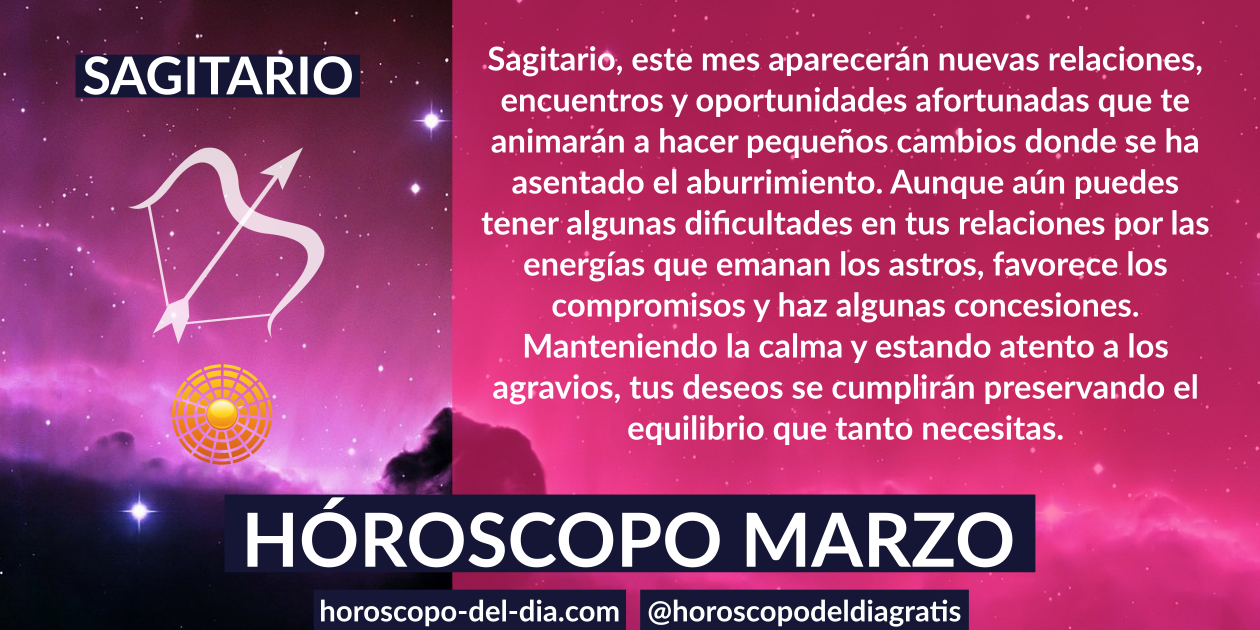 SAGITARIO
Sagitario, este mes aparecerán nuevas relaciones,
encuentros y oportunidades afortunadas que te
animarán a hacer pequeños cambios donde se ha
asentado el aburrimiento. Aunque aún puedes
tener algunas dificultades en tus relaciones por las
energías que emanan los astros, favorece los
compromisos y haz algunas concesiones.
Manteniendo la calma y estando atento a los
agravios, tus deseos se cumplirán preservando el
equilibrio que tanto necesitas.
HÓROSCOPO MARZO
horoscopo-del-dia.com
@horoscopodeldiagratis